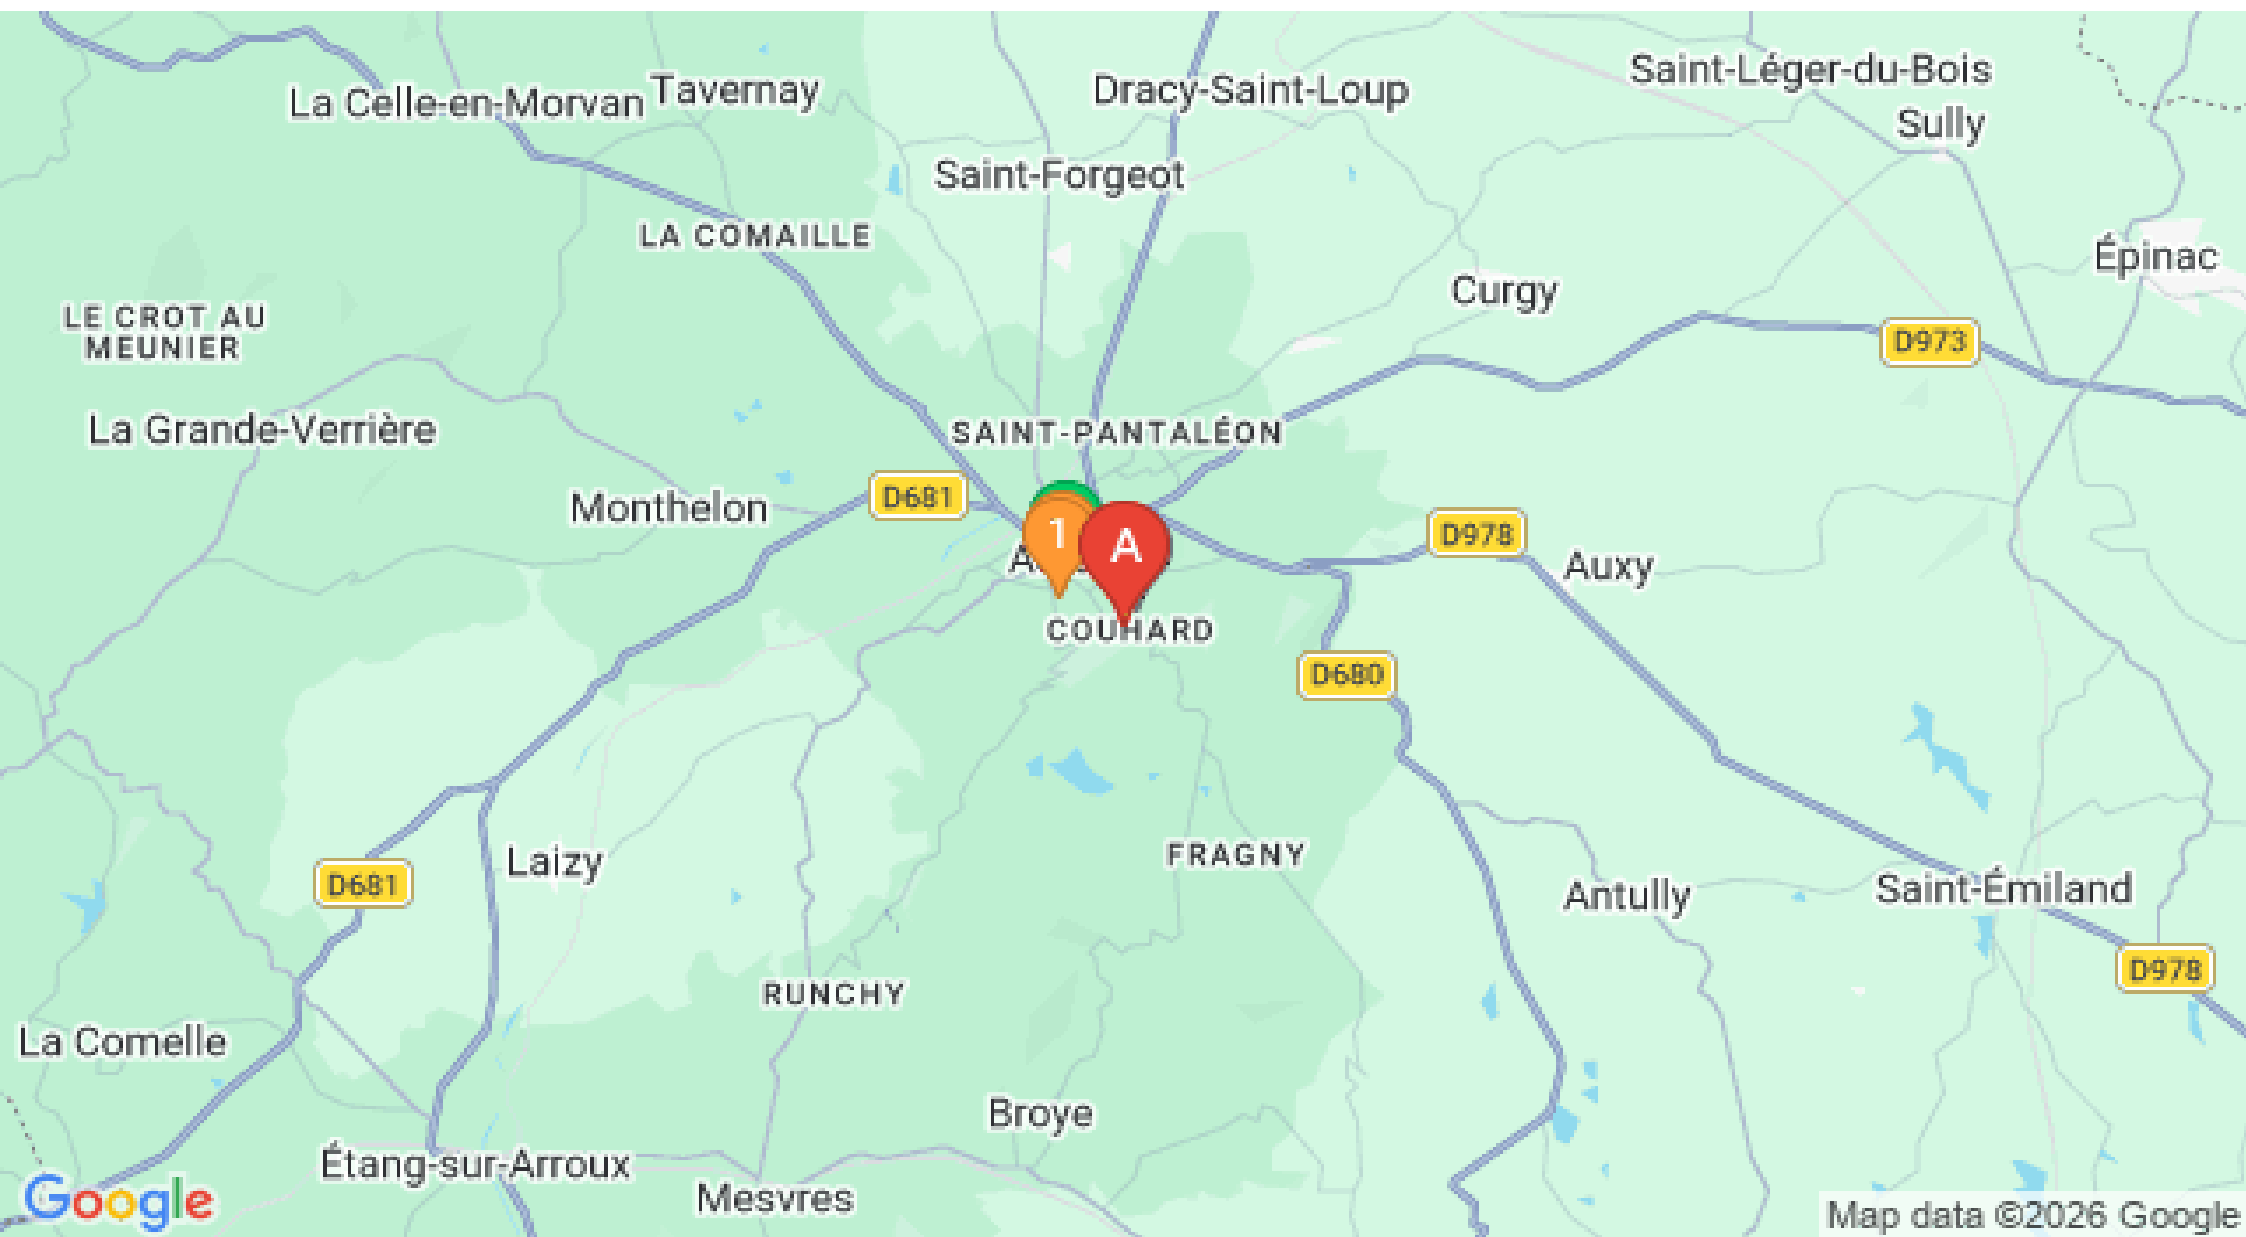 Saint-Léger-du-Bois
La Celle-en-Morvan
Tavernay
Dracy-Saint-Loup
Sully
Saint-Forgeot
LA COMAILLE
Épinac
Curgy
LE CROT AU
MEUNIER
D973
La Grande-Verrière
SAINT-PANTALÉON
D681
Monthelon
1
A
D978
Auxy
COUHARD
D680
FRAGNY
Laizy
D681
Antully
Saint-Émiland
D978
RUNCHY
La Comelle
Broye
Étang-sur-Arroux
Mesvres
Google
Map data ©2026 Google